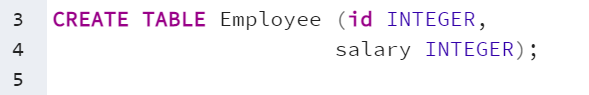 3 CREATE TABLE Employee (id INTEGER,
4 salary INTEGER);
5